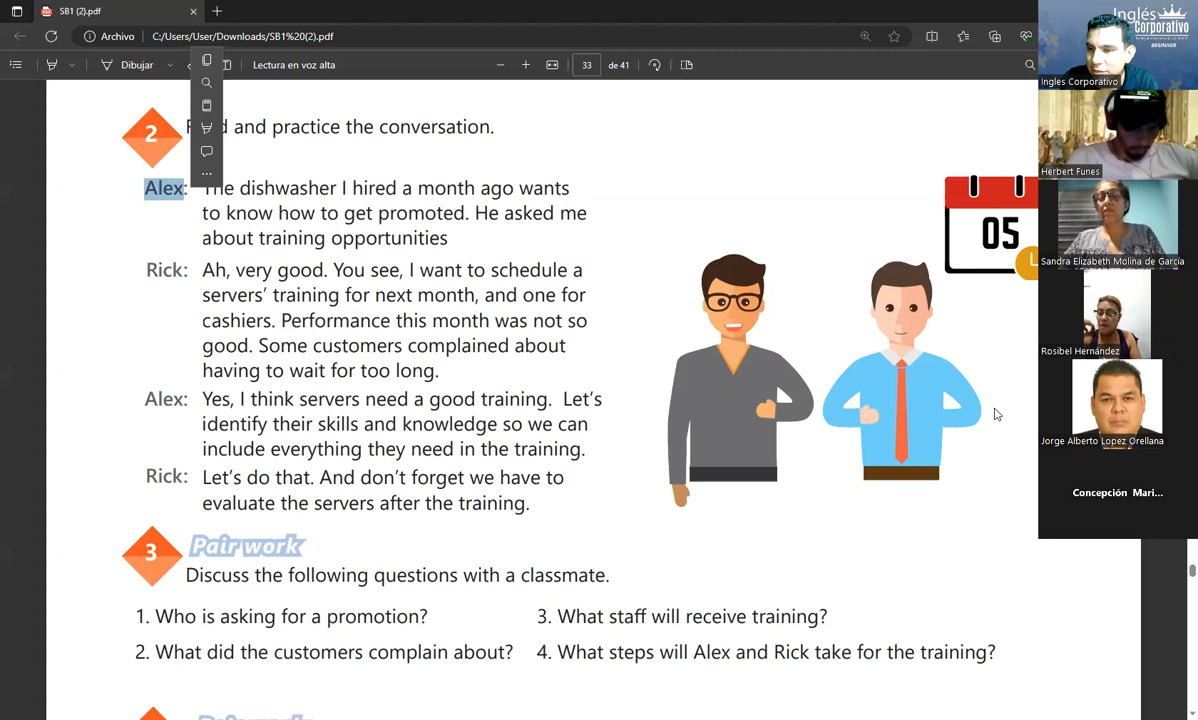 SB1 (2).pdf
Archivo
C:/Users/User/Downloads/SB1%20(2).pdf
Dibujar
Lectura en voz alta
33
de 41
2
and practice the conversation.
Alex: The dishwasher I hired a month ago wants
to know how to get promoted. He asked me
about training opportunities
Rick: Ah, very good. You see, I want to schedule a
servers' training for next month, and one for
cashiers. Performance this month was not so
good. Some customers complained about
having to wait for too long.
Alex: Yes, I think servers need a good training. Let's
identify their skills and knowledge so we can
include everything they need in the training.
Rick: Let's do that. And don't forget we have to
evaluate the servers after the training.
05
3
Pair work
Discuss the following questions with a classmate.
1. Who is asking for a promotion?
2. What did the customers complain about?
3. What staff will receive training?
4. What steps will Alex and Rick take for the training?
Pair work
Inglés
Corporativo
BEGINNER
Ingles Corporativo
Herbert Funes
Sandra Elizabeth Molina de García
Rosibel Hernández
Jorge Alberto Lopez Orellana
Concepción Mari...